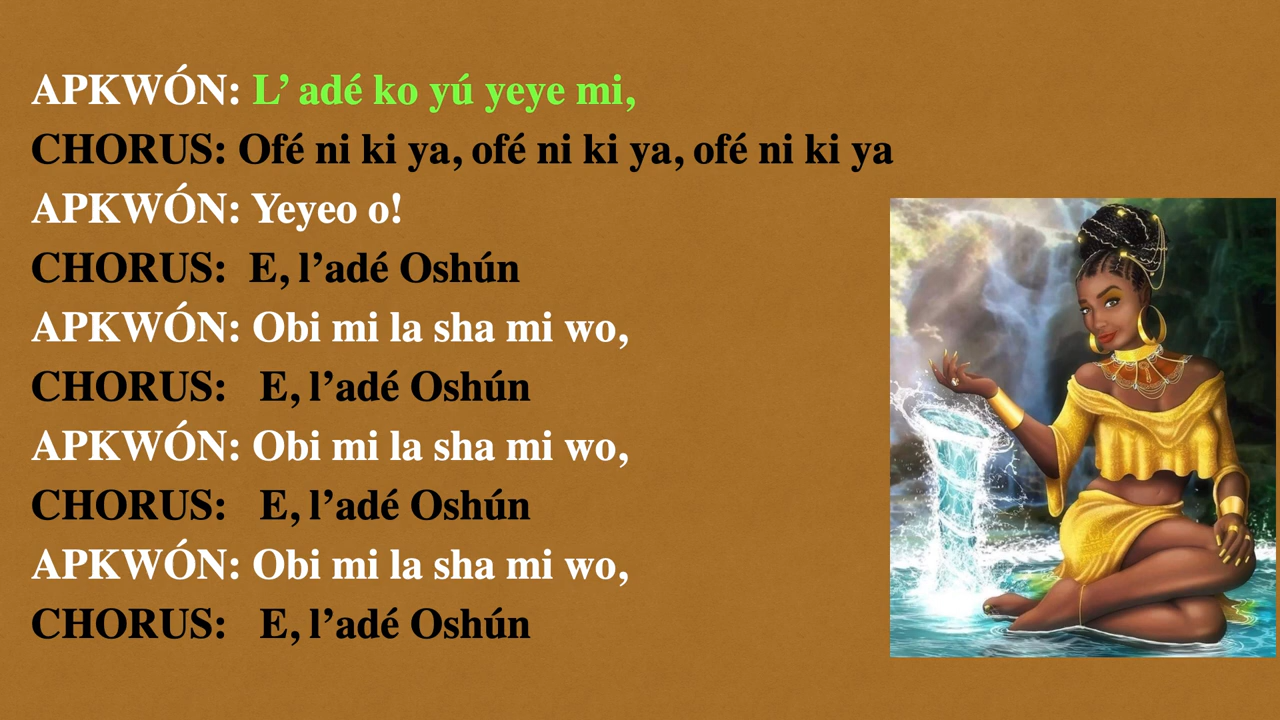 APKWÓN: L’ adé ko yú yeye mi,
CHORUS: Ofé ni ki ya, ofé ni ki ya, ofé ni ki ya
APKWÓN: Yeyeo o!
CHORUS: E, l’adé Oshún
APKWÓN: Obi mi la sha mi wo,
CHORUS: E, l’adé Oshún
APKWÓN: Obi mi la sha mi wo,
CHORUS: E, l’adé Oshún
APKWÓN: Obi mi la sha mi wo,
CHORUS: E, l’adé Oshún